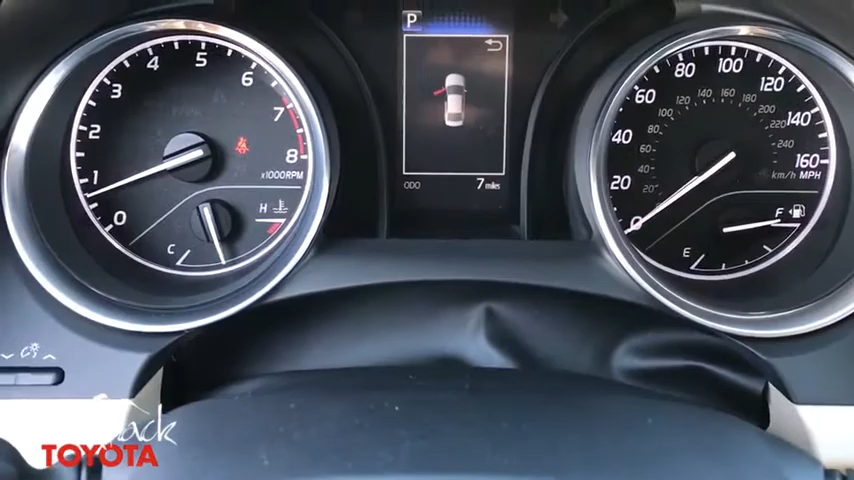 P
0 1 2 3 4 5 6 7 8
x1000RPM
H
C
000
7 miles
0 20 40 60 80 100 120 140 160
MPH
20 40 60 80 100 120 140 160 180 200 220 240
km/h
E
F
TOYOTA